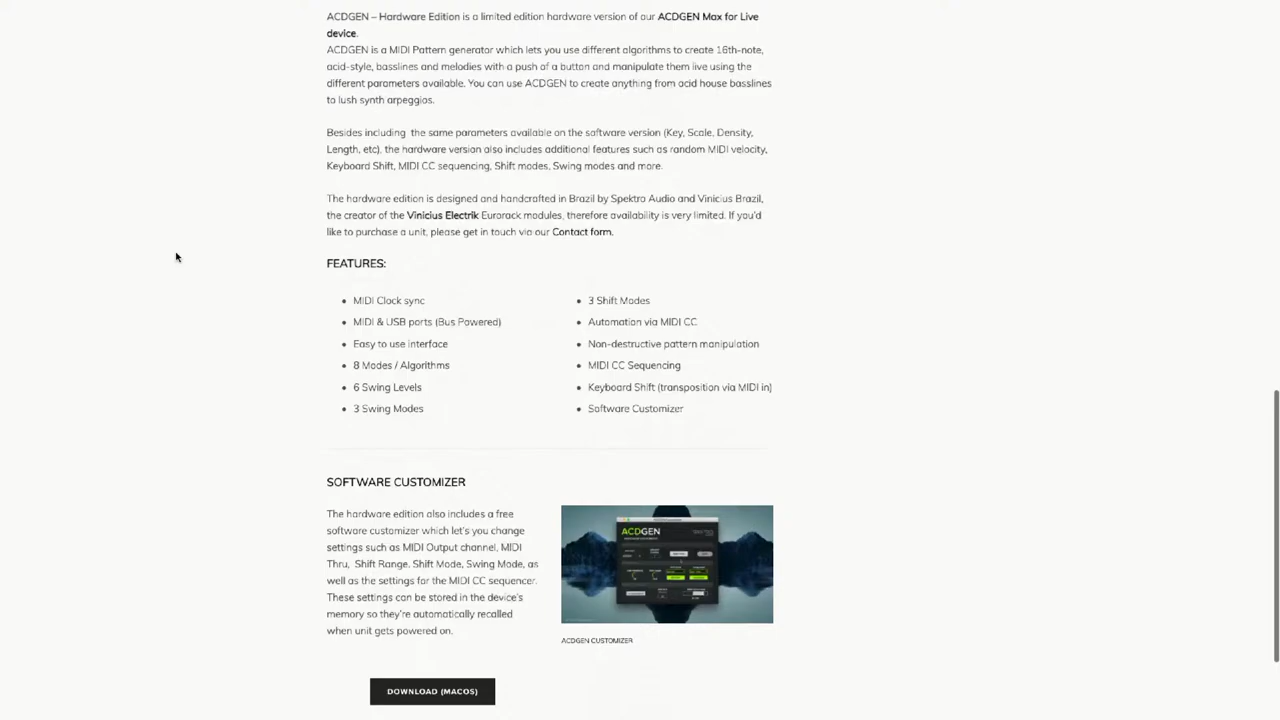 ACDGEN – Hardware Edition is a limited edition hardware version of our ACDGEN Max for Live
device.
ACDGEN is a MIDI Pattern generator which lets you use different algorithms to create 16th-note,
acid-style, basslines and melodies with a push of a button and manipulate them live using the
different parameters available. You can use ACDGEN to create anything from acid house basslines
to lush synth arpeggios.
Besides including the same parameters available on the software version (Key, Scale, Density,
Length, etc), the hardware version also includes additional features such as random MIDI velocity,
Keyboard Shift, MIDI CC sequencing, Shift modes, Swing modes and more.
The hardware edition is designed and handcrafted in Brazil by Spektro Audio and Vinicius Brazil,
the creator of the Vinicius Electrik Eurorack modules, therefore availability is very limited. If you'd
like to purchase a unit, please get in touch via our Contact form.
FEATURES:
• MIDI Clock sync
• MIDI & USB ports (Bus Powered)
• Easy to use interface
• 8 Modes / Algorithms
• 6 Swing Levels
• 3 Swing Modes
• 3 Shift Modes
• Automation via MIDI CC
• Non-destructive pattern manipulation
• MIDI CC Sequencing
• Keyboard Shift (transposition via MIDI in)
• Software Customizer
SOFTWARE CUSTOMIZER
The hardware edition also includes a free
software customizer which let's you change
settings such as MIDI Output channel, MIDI
Thru, Shift Range, Shift Mode, Swing Mode, as
well as the settings for the MIDI CC sequencer.
These settings can be stored in the device's
memory so they're automatically recalled
when unit gets powered on.
ACDGEN
ACDGEN CUSTOMIZER
DOWNLOAD (MACOS)